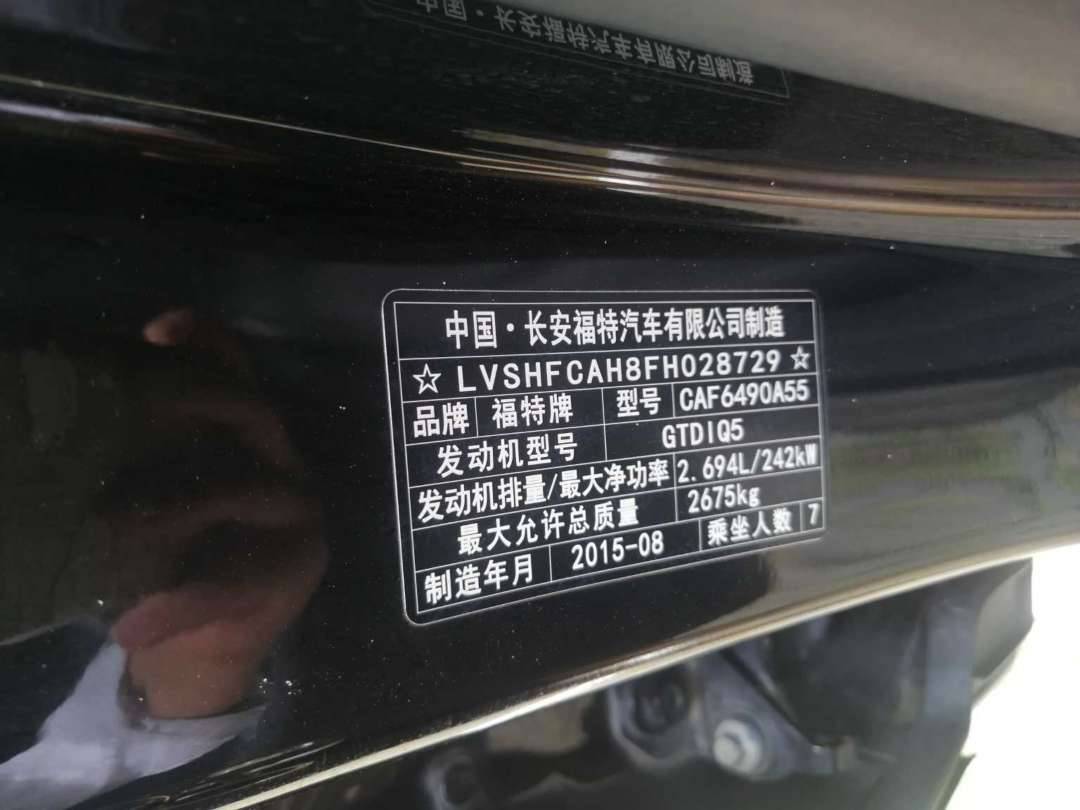 中国·长安福特汽车有限公司制造
☆LVSHFCAH8FH028729☆
品牌 福特牌 型号 CAF6490A55
发动机型号 GTDIQ5
发动机排量/最大净功率 2.694L/242kW
最大允许总质量 2675kg
制造年月 2015-08 乘坐人数 7